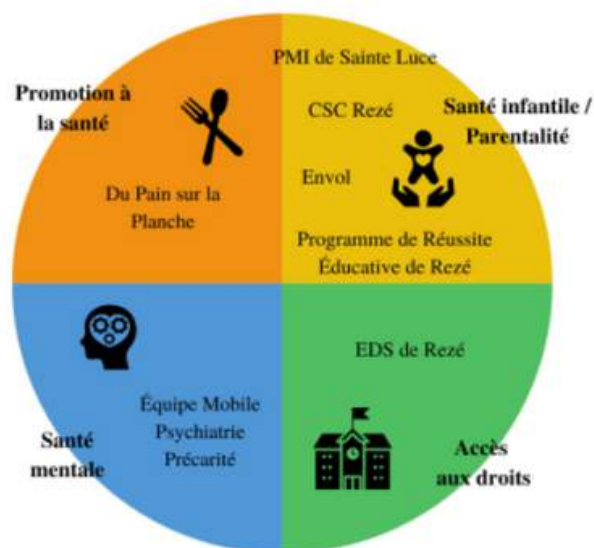 Promotion à
la santé
Du Pain sur la
Planche
PMI de Sainte Luce
CSC Rezé
Santé infantile /
Parentalité
Envol
Programme de Réussite
Éducative de Rezé
Équipe Mobile
Psychiatrie
Précarité
Santé
mentale
EDS de Rezé
Accès
aux droits